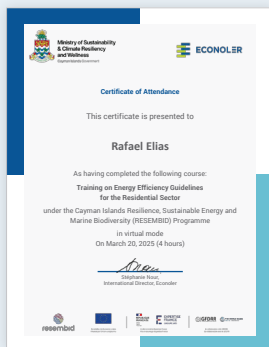 Ministry of Sustainability
& Climate Resiliency
and Wellness
Cayman Islands Government
ECONOLER
Certificate of Attendance
This certificate is presented to
Rafael Elias
As having completed the following course:
Training on Energy Efficiency Guidelines
for the Residential Sector
under the Cayman Islands Resilience, Sustainable Energy and
Marine Biodiversity (RESEMBID) Programme
in virtual mode
On March 20, 2025 (4 hours)
Stéphanie Nour,
International Director, Econoler
resembid
EXPERTISE
FRANCE
GFDRR